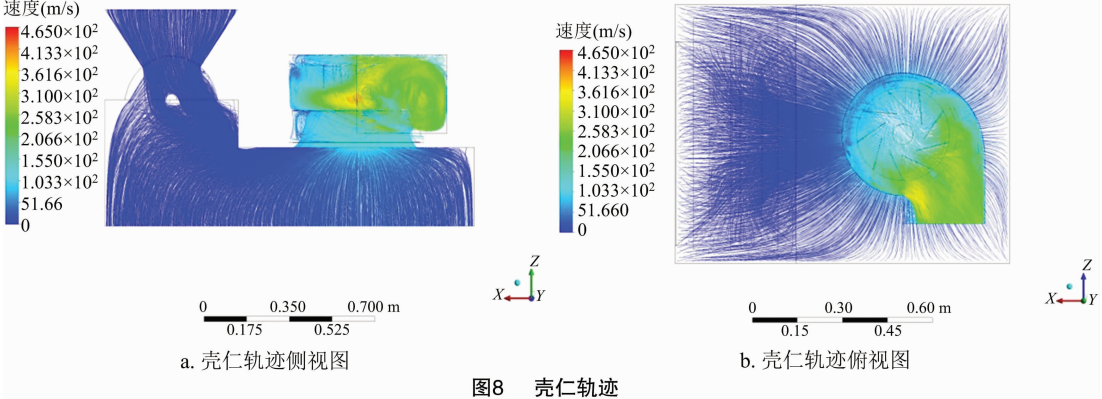 速度(m/s)
4.650×10²
4.133×10²
3.616×10²
3.100×10²
2.583×10²
2.066×10²
1.550×10²
1.033×10²
51.66
0
Z
X
Y
0 0.350 0.700 m
0.175 0.525
a. 壳仁轨迹侧视图
速度(m/s)
4.650×10²
4.133×10²
3.616×10²
3.100×10²
2.583×10²
2.066×10²
1.550×10²
1.033×10²
51.660
0
Z
X
Y
0 0.30 0.60 m
0.15 0.45
b. 壳仁轨迹俯视图
图8 壳仁轨迹